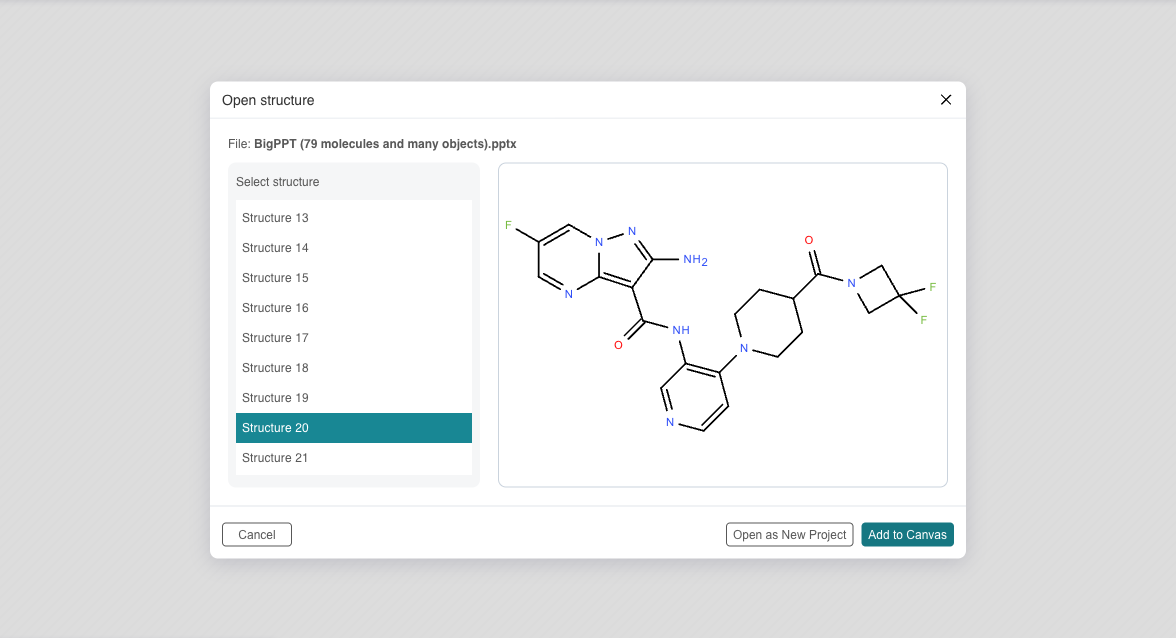 Open structure
File: BigPPT (79 molecules and many objects).pptx
Select structure
Structure 13
Structure 14
Structure 15
Structure 16
Structure 17
Structure 18
Structure 19
Structure 20
Structure 21
F
N
N
NH2
N
O
NH
N
N
O
N
F
F
Cancel
Open as New Project
Add to Canvas